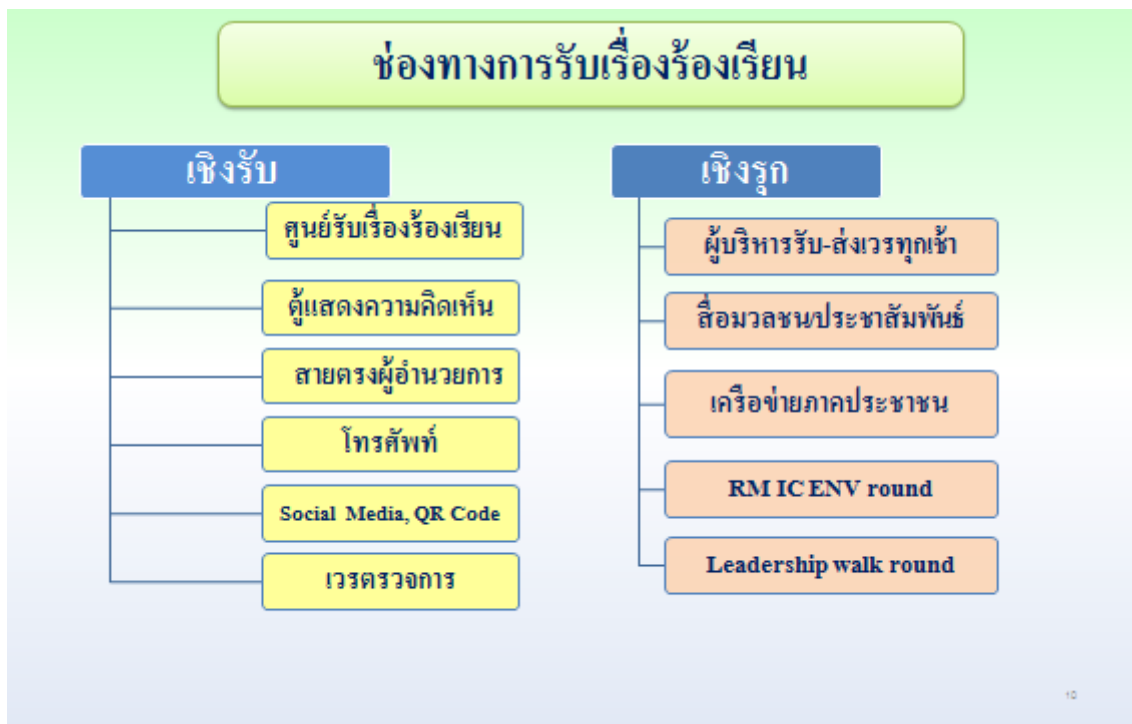 ช่องทางการรับเรื่องร้องเรียน
เชิงรับ
ศูนย์รับเรื่องร้องเรียน
ตู้แสดงความคิดเห็น
สายตรงผู้อำนวยการ
โทรศัพท์
Social Media, QR Code
เวรตรวจการ
เชิงรุก
ผู้บริหารรับ-ส่งเวรทุกเช้า
สื่อมวลชน/ประชาสัมพันธ์
เครือข่ายภาคประชาชน
RM IC ENV round
Leadership walk round
10